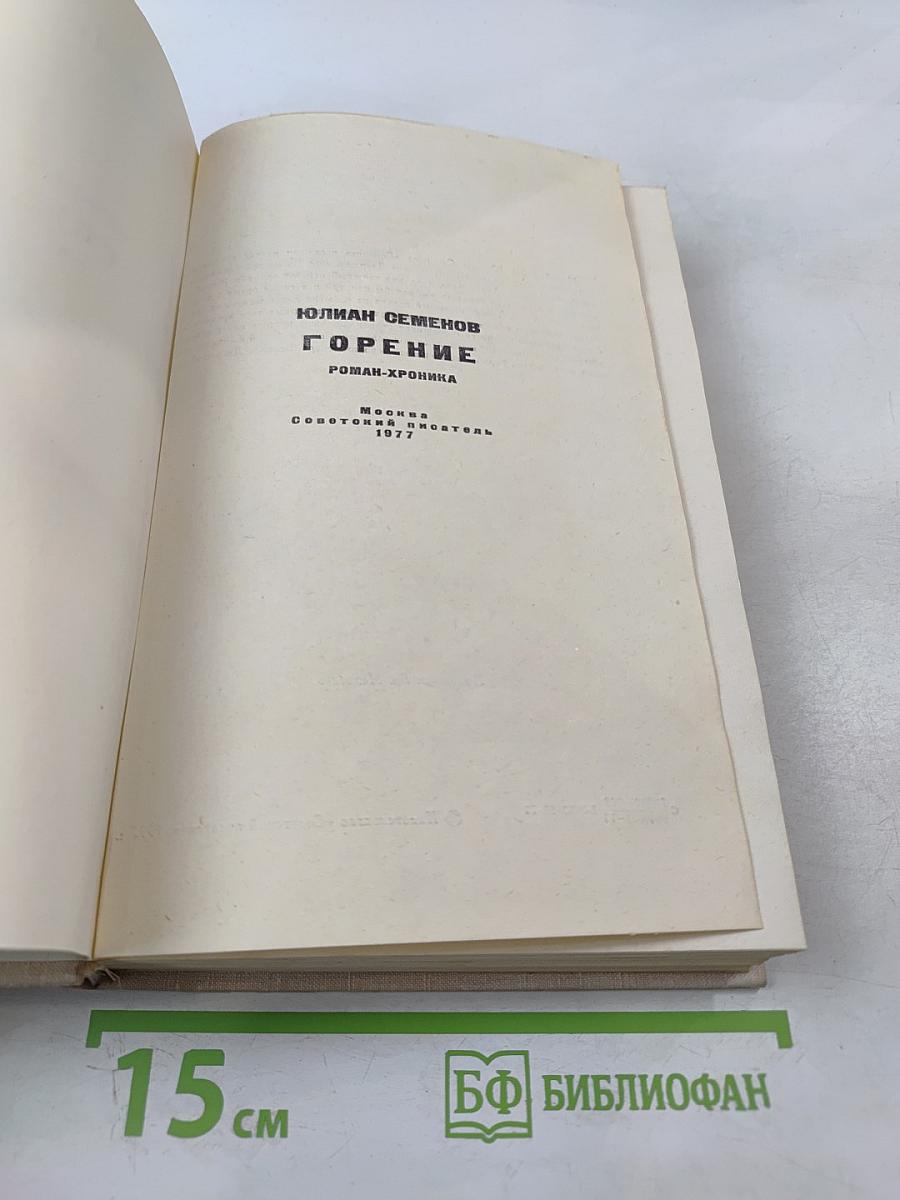 ЮЛИАН СЕМЕНОВ
ГОРЕНИЕ
РОМАН-ХРОНИКА
Москва
Советский писатель
1977
15 см
БФ БИБЛИОФАН